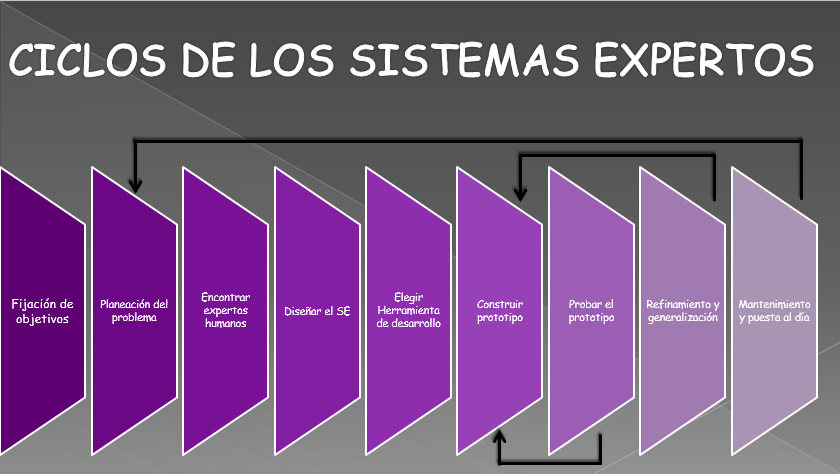 CICLOS DE LOS SISTEMAS EXPERTOS
Fijación de
objetivos
Planeación del
problema
Encontrar
expertos
humanos
Diseñar el SE
Elegir
Herramienta
de desarrollo
Construir
prototipo
Probar el
prototipo
Refinamiento y
generalización
Mantenimiento
y puesta al día